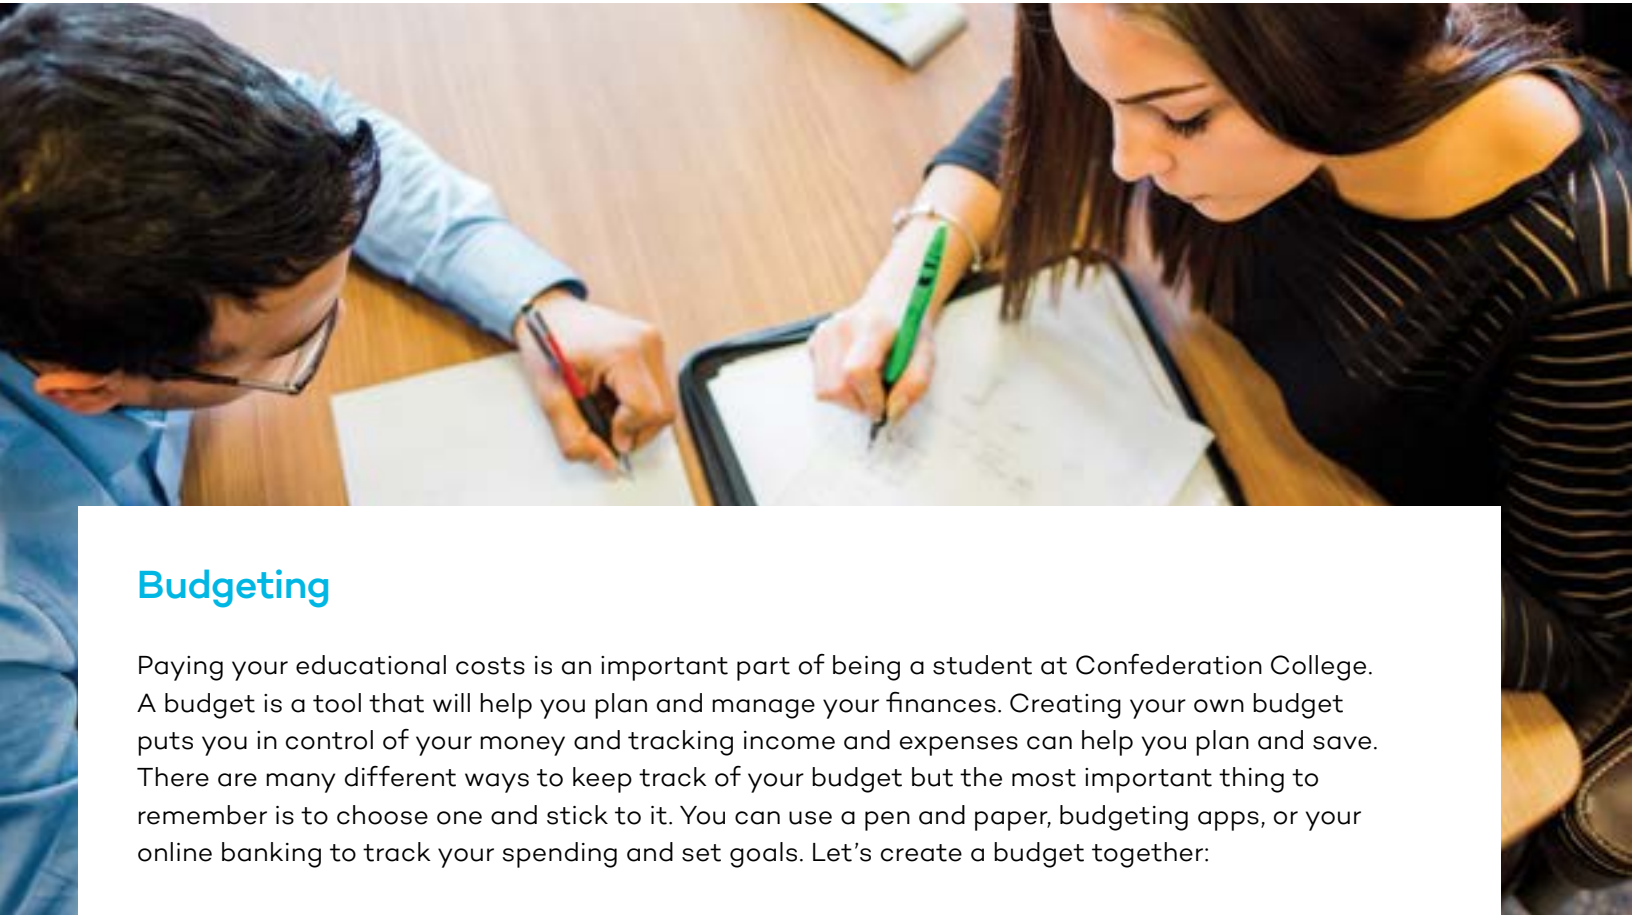 Budgeting
Paying your educational costs is an important part of being a student at Confederation College.
A budget is a tool that will help you plan and manage your finances. Creating your own budget
puts you in control of your money and tracking income and expenses can help you plan and save.
There are many different ways to keep track of your budget but the most important thing to
remember is to choose one and stick to it. You can use a pen and paper, budgeting apps, or your
online banking to track your spending and set goals. Let’s create a budget together: